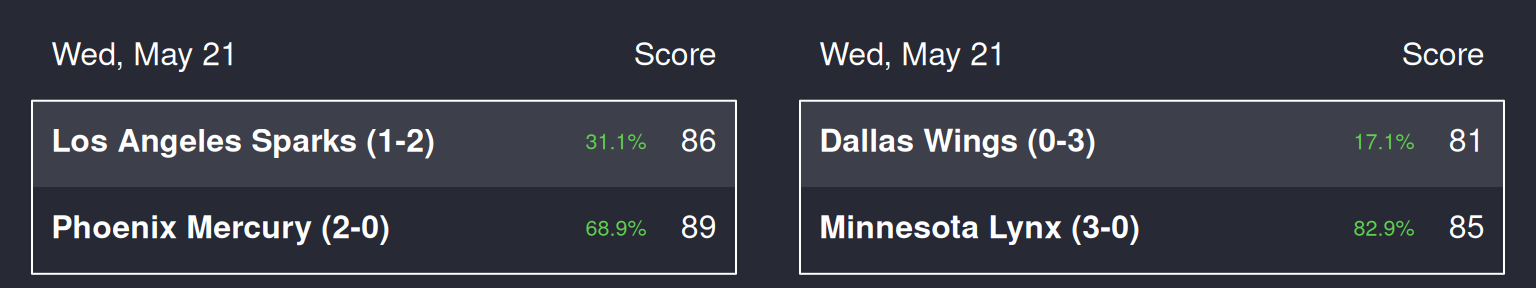 Wed, May 21 Score
Los Angeles Sparks (1-2) 31.1% 86
Phoenix Mercury (2-0) 68.9% 89
Wed, May 21 Score
Dallas Wings (0-3) 17.1% 81
Minnesota Lynx (3-0) 82.9% 85